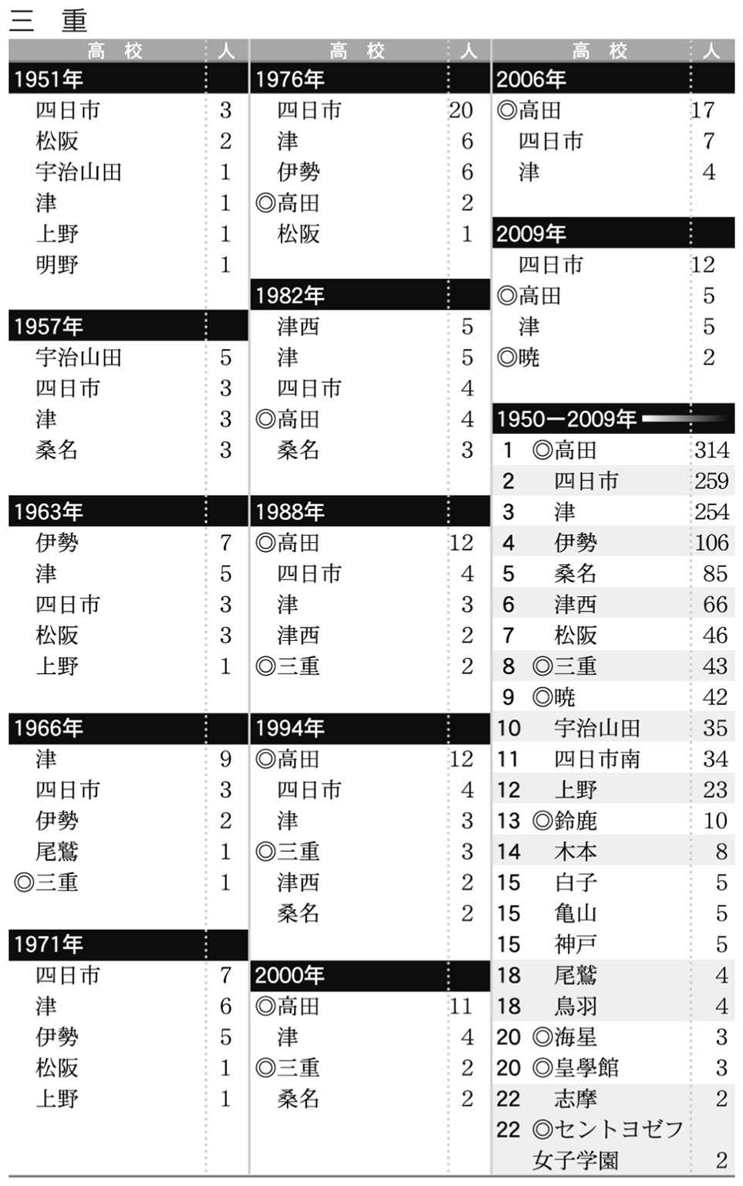 三 重
高 校 人
1951年
四日市 3
松阪 2
宇治山田 1
津 1
上野 1
明野 1
1957年
宇治山田 5
四日市 3
津 3
桑名 3
1963年
伊勢 7
津 5
四日市 3
松阪 3
上野 1
1966年
津 9
四日市 3
伊勢 2
尾鷲 1
◎三重 1
1971年
四日市 7
津 6
伊勢 5
松阪 1
上野 1
高 校 人
1976年
四日市 20
津 6
伊勢 6
◎高田 2
松阪 1
1982年
津西 5
津 5
四日市 4
◎高田 4
桑名 3
1988年
◎高田 12
四日市 4
津 3
津西 2
◎三重 2
1994年
◎高田 12
四日市 4
津 3
◎三重 3
津西 2
桑名 2
2000年
◎高田 11
津 4
◎三重 2
桑名 2
高 校 人
2006年
◎高田 17
四日市 7
津 4
2009年
四日市 12
◎高田 5
津 5
◎暁 2
1950−2009年
1 ◎高田 314
2 四日市 259
3 津 254
4 伊勢 106
5 桑名 85
6 津西 66
7 松阪 46
8 ◎三重 43
9 ◎暁 42
10 宇治山田 35
11 四日市南 34
12 上野 23
13 ◎鈴鹿 10
14 木本 8
15 白子 5
15 亀山 5
15 神戸 5
18 尾鷲 4
18 鳥羽 4
20 ◎海星 3
20 ◎皇學館 3
22 志摩 2
22 ◎セントヨゼフ
女子学園 2